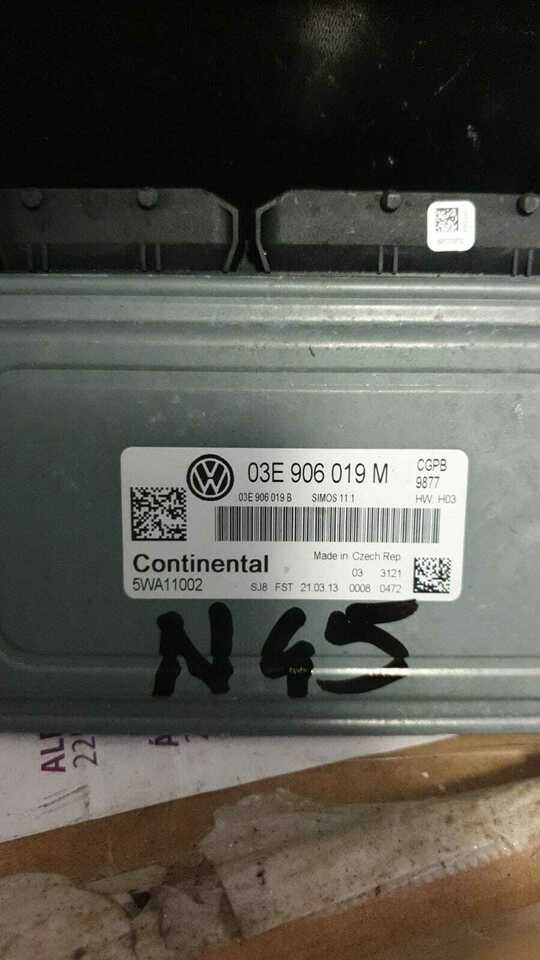 03E 906 019 M
CGPB
9877
03E 906 019 B SIMOS 11.1 HW H03
Continental
5WA11002
Made in Czech Rep
03 3121
SJ8 FST 21.03.13 0008 0472
N45